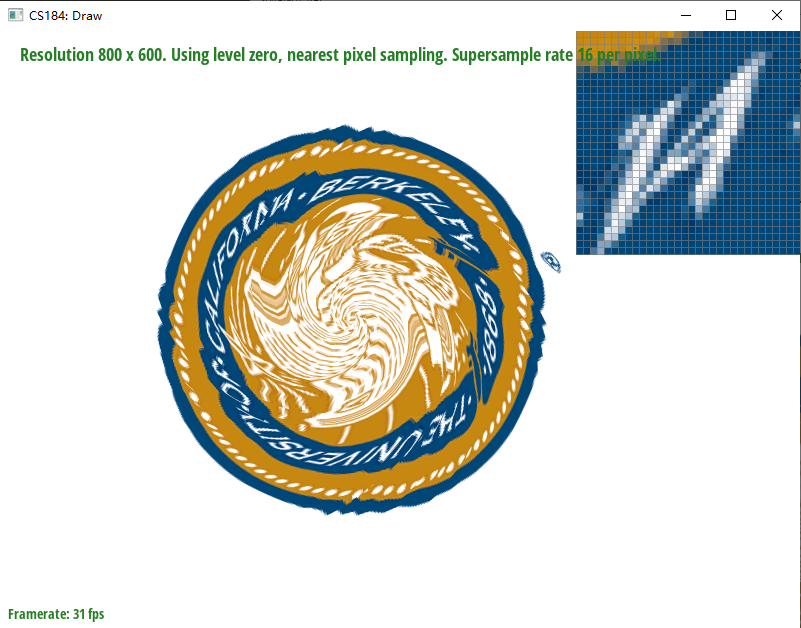 CS184: Draw
Resolution 800 x 600. Using level zero, nearest pixel sampling. Supersample rate 16 per pixel.
CALIFORNIA · BERKELEY
· 1868 ·
· THE UNIVERSITY OF ·
Framerate: 31 fps